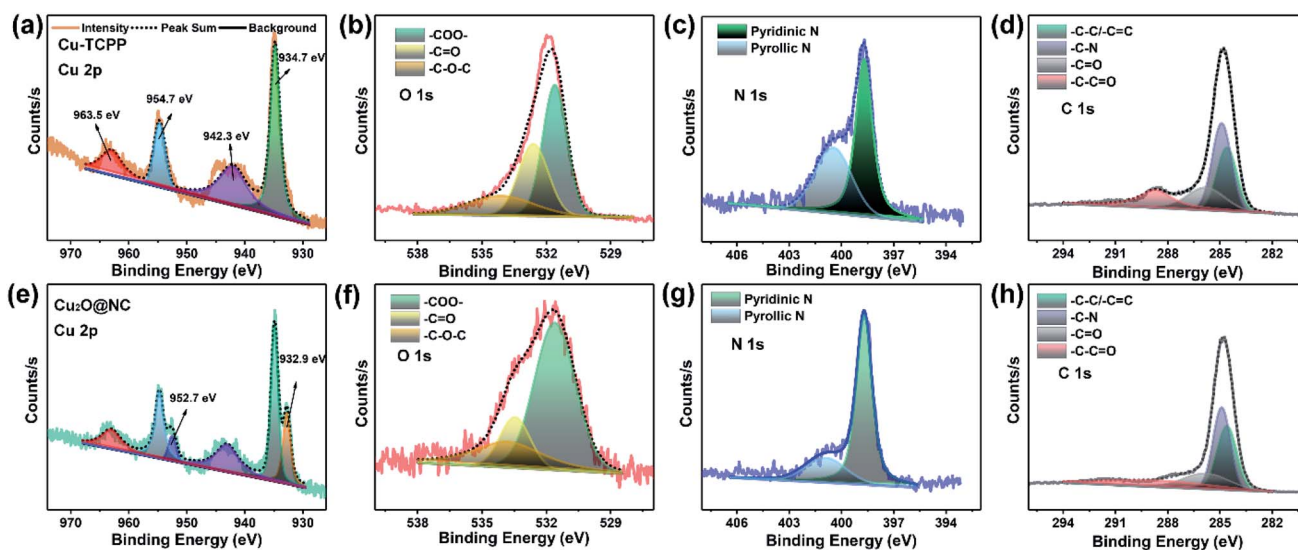 (a)
Intensity Peak Sum Background
Cu-TCPP
Cu 2p
934.7 eV
954.7 eV
963.5 eV
942.3 eV
Counts/s
970 960 950 940 930
Binding Energy (eV)
(b)
-COO-
-C=O
-C-O-C
O 1s
Counts/s
538 535 532 529
Binding Energy (eV)
(c)
Pyridinic N
Pyrollic N
N 1s
Counts/s
406 403 400 397 394
Binding Energy (eV)
(d)
-C-C/-C=C
-C-N
-C=O
-C-C=O
C 1s
Counts/s
294 291 288 285 282
Binding Energy (eV)
(e)
Cu₂O@NC
Cu 2p
932.9 eV
952.7 eV
Counts/s
970 960 950 940 930
Binding Energy (eV)
(f)
-COO-
-C=O
-C-O-C
O 1s
Counts/s
538 535 532 529
Binding Energy (eV)
(g)
Pyridinic N
Pyrollic N
N 1s
Counts/s
406 403 400 397 394
Binding Energy (eV)
(h)
-C-C/-C=C
-C-N
-C=O
-C-C=O
C 1s
Counts/s
294 291 288 285 282
Binding Energy (eV)